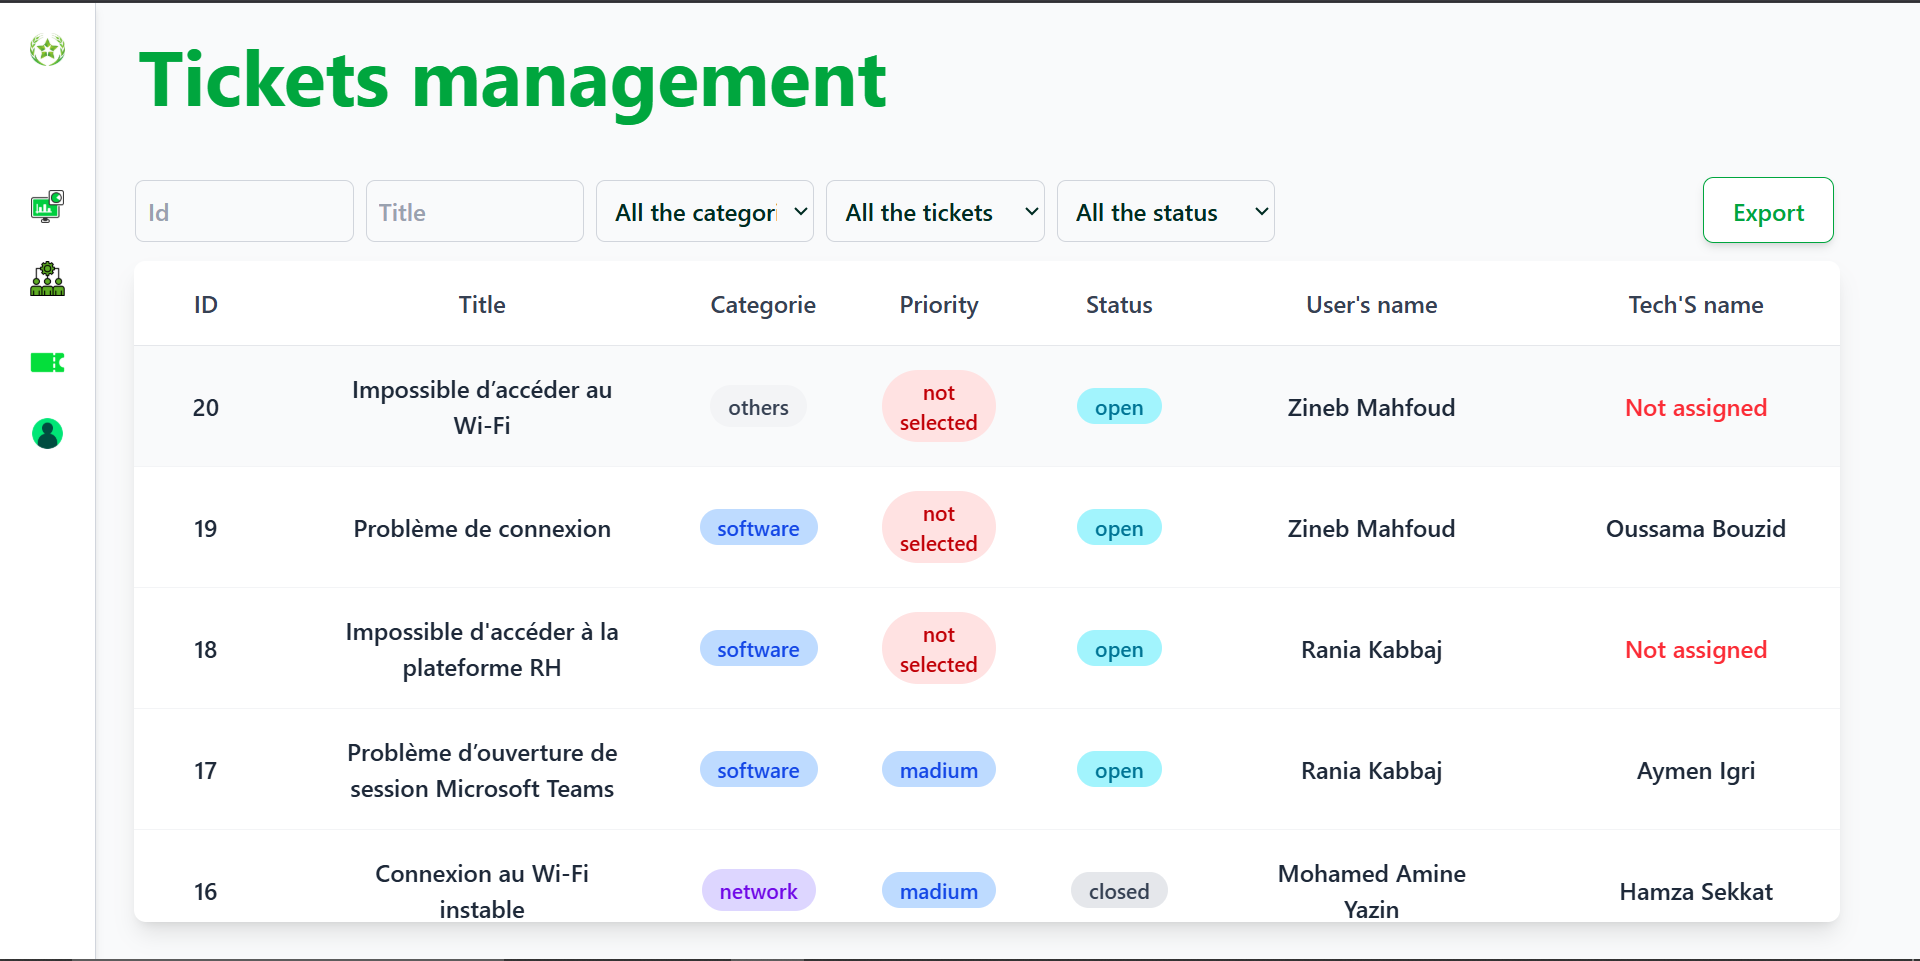 Tickets management
Id
Title
All the categori
All the tickets
All the status
Export
ID Title Categorie Priority Status User's name Tech'S name
20 Impossible d’accéder au Wi-Fi others not selected open Zineb Mahfoud Not assigned
19 Problème de connexion software not selected open Zineb Mahfoud Oussama Bouzid
18 Impossible d'accéder à la plateforme RH software not selected open Rania Kabbaj Not assigned
17 Problème d’ouverture de session Microsoft Teams software madium open Rania Kabbaj Aymen Igri
16 Connexion au Wi-Fi instable network madium closed Mohamed Amine Yazin Hamza Sekkat